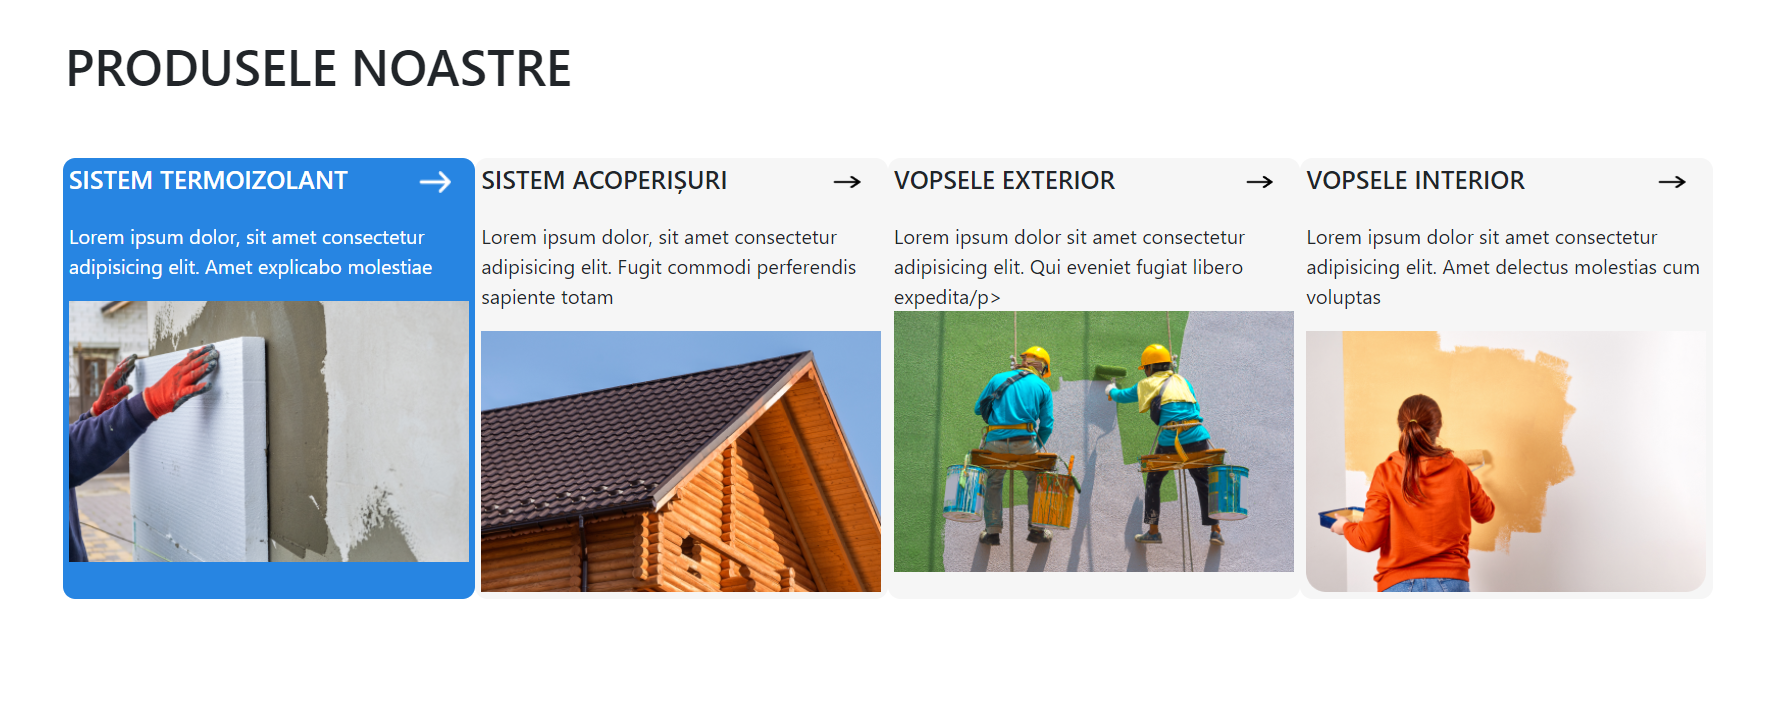 PRODUSELE NOASTRE
SISTEM TERMOIZOLANT
Lorem ipsum dolor, sit amet consectetur
adipisicing elit. Amet explicabo molestiae
SISTEM ACOPERIȘURI
Lorem ipsum dolor, sit amet consectetur
adipisicing elit. Fugit commodi perferendis
sapiente totam
VOPSELE EXTERIOR
Lorem ipsum dolor sit amet consectetur
adipisicing elit. Qui eveniet fugiat libero
expedita/p>
VOPSELE INTERIOR
Lorem ipsum dolor sit amet consectetur
adipisicing elit. Amet delectus molestias cum
voluptas